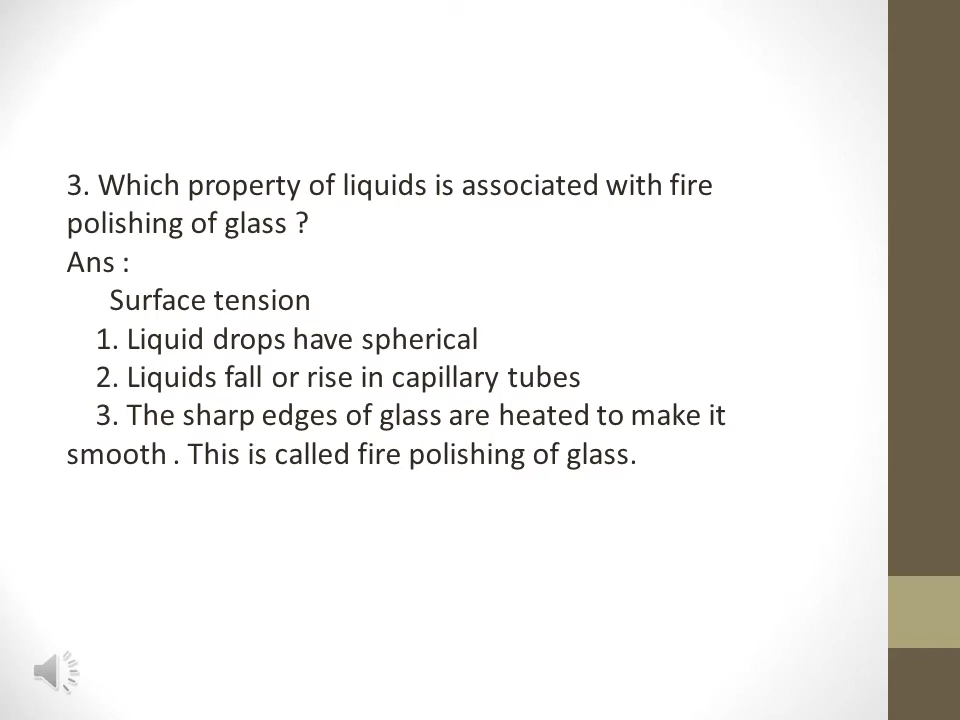 3. Which property of liquids is associated with fire
polishing of glass ?
Ans :
Surface tension
1. Liquid drops have spherical
2. Liquids fall or rise in capillary tubes
3. The sharp edges of glass are heated to make it
smooth . This is called fire polishing of glass.